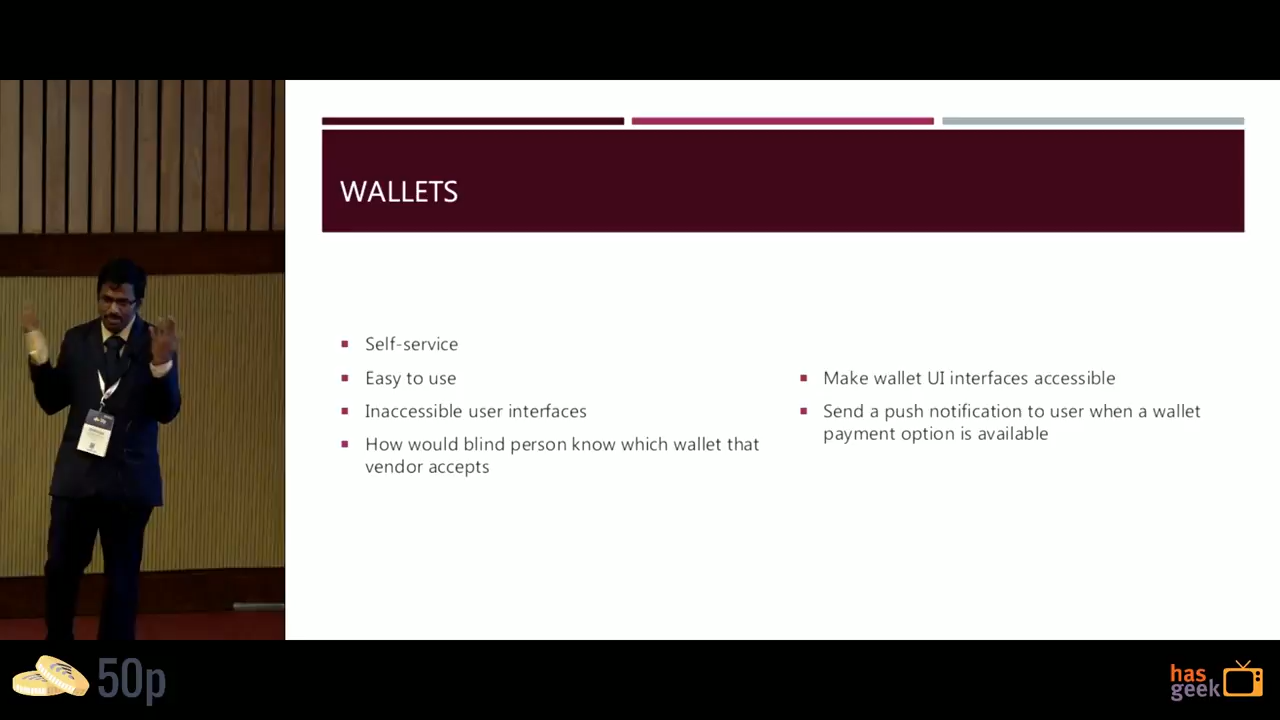 WALLETS
Self-service
Easy to use
Inaccessible user interfaces
How would blind person know which wallet that
vendor accepts
Make wallet UI interfaces accessible
Send a push notification to user when a wallet
payment option is available
50p
has
geek